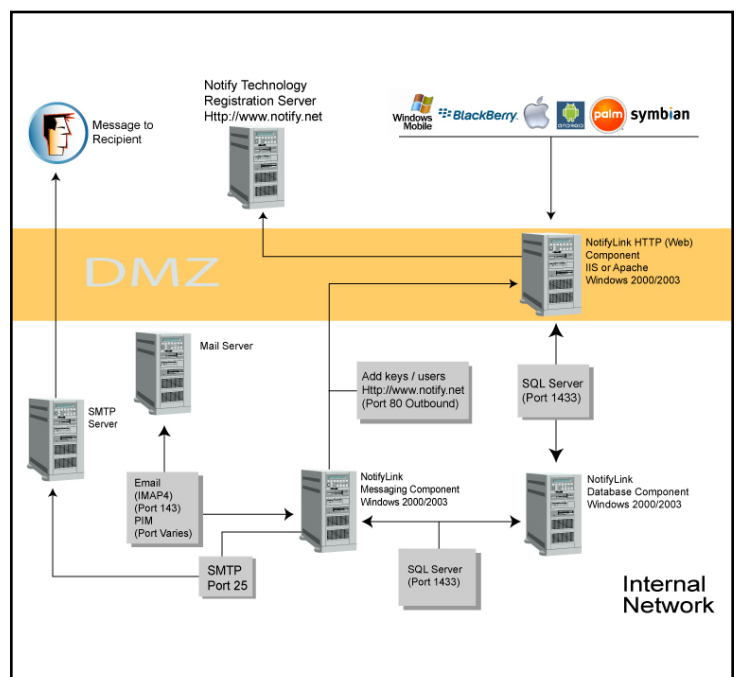 Notify Technology
Registration Server
Http://www.notify.net
Message to
Recipient
Windows
Mobile
BlackBerry.
ANDROID
palm
symbian
DMZ
NotifyLink HTTP (Web)
Component
IIS or Apache
Windows 2000/2003
Mail Server
Add keys / users
Http://www.notify.net
(Port 80 Outbound)
SQL Server
(Port 1433)
SMTP
Server
Email
(IMAP4)
(Port 143)
PIM
(Port Varies)
NotifyLink
Messaging Component
Windows 2000/2003
NotifyLink
Database Component
Windows 2000/2003
SMTP
Port 25
SQL Server
(Port 1433)
Internal
Network